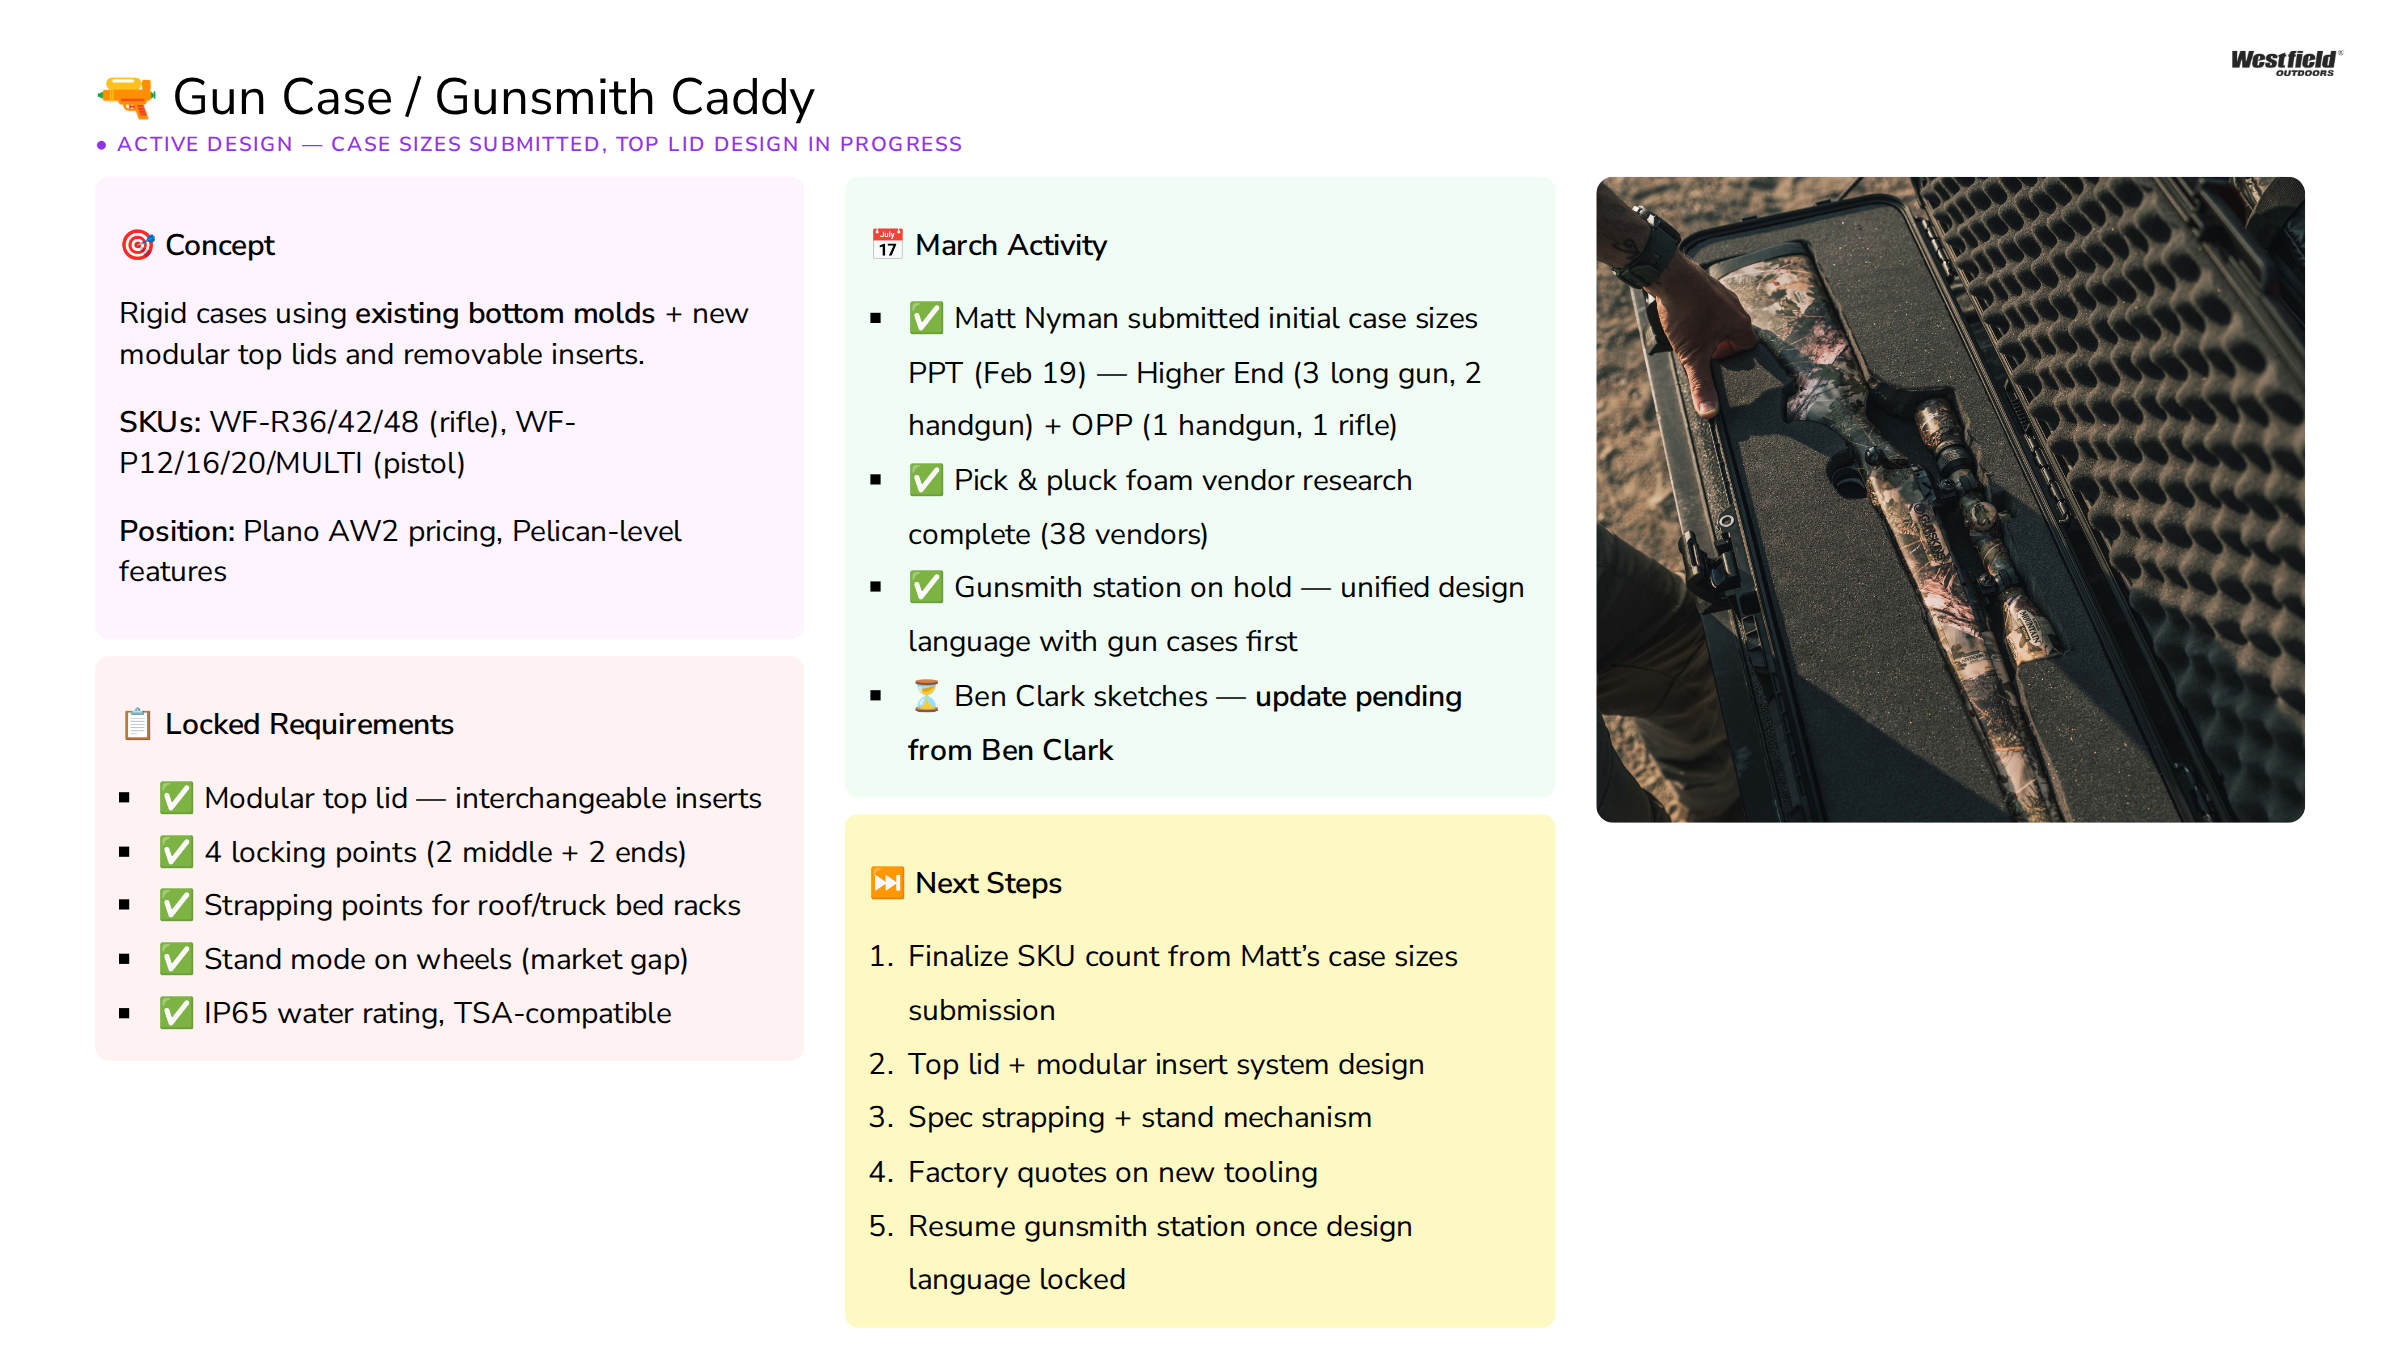 Westfield®
OUTDOORS
Gun Case / Gunsmith Caddy
• ACTIVE DESIGN — CASE SIZES SUBMITTED, TOP LID DESIGN IN PROGRESS
🎯 Concept
Rigid cases using existing bottom molds + new
modular top lids and removable inserts.
SKUs: WF-R36/42/48 (rifle), WF-
P12/16/20/MULTI (pistol)
Position: Plano AW2 pricing, Pelican-level
features
📋 Locked Requirements
▪ ✅ Modular top lid — interchangeable inserts
▪ ✅ 4 locking points (2 middle + 2 ends)
▪ ✅ Strapping points for roof/truck bed racks
▪ ✅ Stand mode on wheels (market gap)
▪ ✅ IP65 water rating, TSA-compatible
📅 March Activity
▪ ✅ Matt Nyman submitted initial case sizes
PPT (Feb 19) — Higher End (3 long gun, 2
handgun) + OPP (1 handgun, 1 rifle)
▪ ✅ Pick & pluck foam vendor research
complete (38 vendors)
▪ ✅ Gunsmith station on hold — unified design
language with gun cases first
▪ ⏳ Ben Clark sketches — update pending
from Ben Clark
⏭️ Next Steps
1. Finalize SKU count from Matt’s case sizes
submission
2. Top lid + modular insert system design
3. Spec strapping + stand mechanism
4. Factory quotes on new tooling
5. Resume gunsmith station once design
language locked